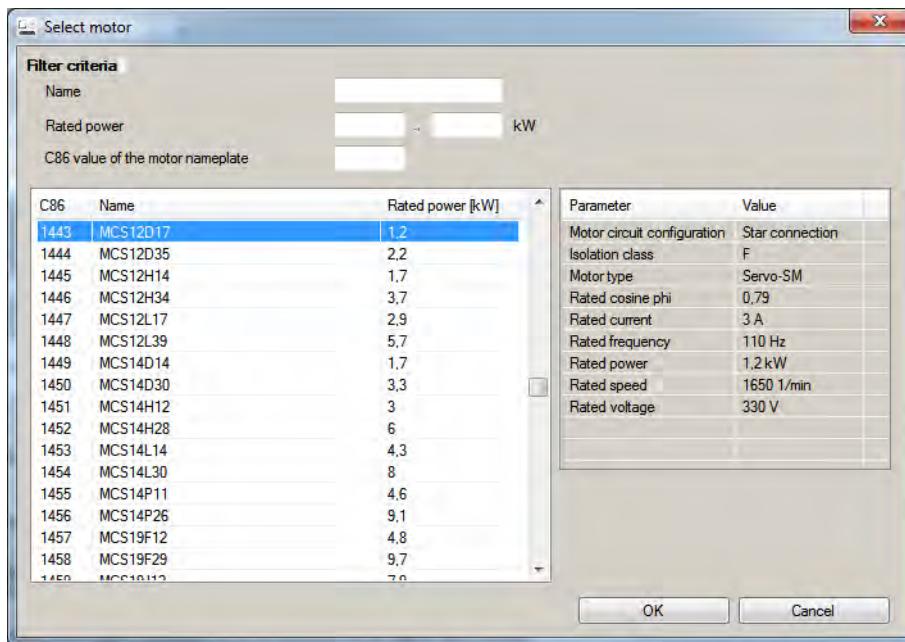 Select motor
Filter criteria
Name
Rated power .. kW
C86 value of the motor nameplate
C86 Name Rated power [kW]
1443 MCS12D17 1,2
1444 MCS12D35 2,2
1445 MCS12H14 1,7
1446 MCS12H34 3,7
1447 MCS12L17 2,9
1448 MCS12L39 5,7
1449 MCS14D14 1,7
1450 MCS14D30 3,3
1451 MCS14H12 3
1452 MCS14H28 6
1453 MCS14L14 4,3
1454 MCS14L30 8
1455 MCS14P11 4,6
1456 MCS14P26 9,1
1457 MCS19F12 4,8
1458 MCS19F29 9,7
Parameter Value
Motor circuit configuration Star connection
Isolation class F
Motor type Servo-SM
Rated cosine phi 0,79
Rated current 3 A
Rated frequency 110 Hz
Rated power 1,2 kW
Rated speed 1650 1/min
Rated voltage 330 V
OK Cancel